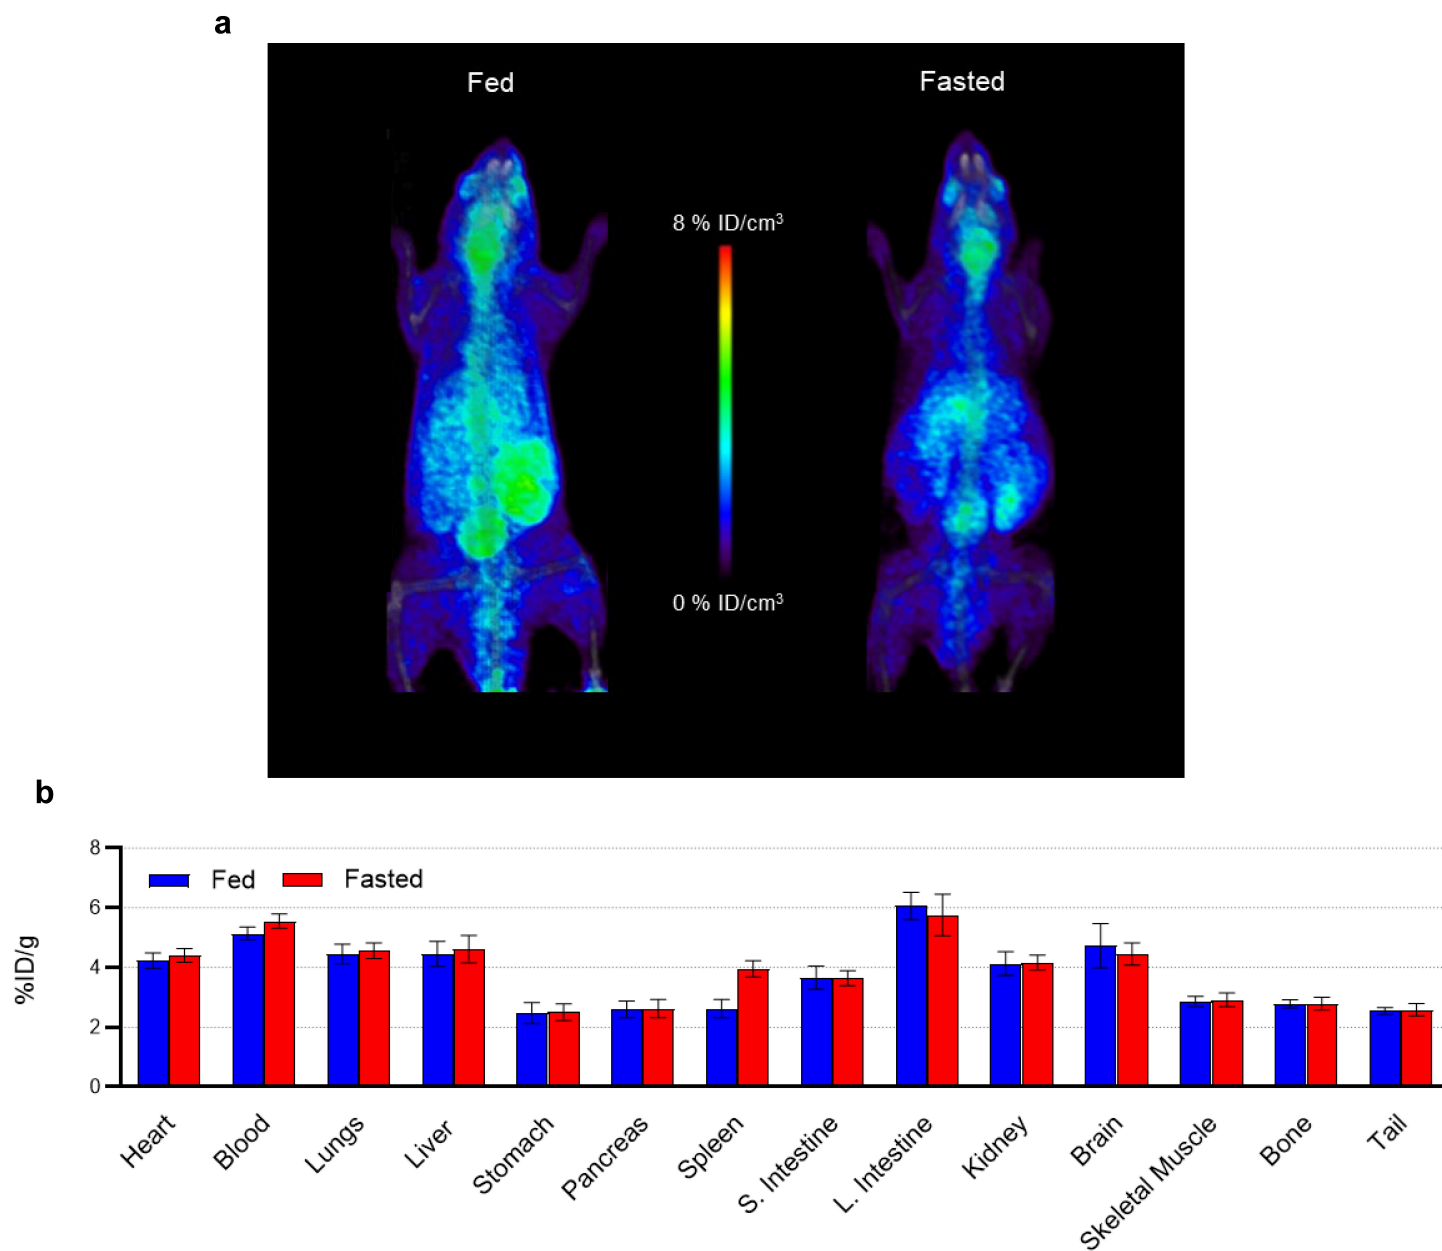 a
Fed
Fasted
8 % ID/cm³
0 % ID/cm³
b
8
6
4
2
0
%ID/g
Fed
Fasted
Heart
Blood
Lungs
Liver
Stomach
Pancreas
Spleen
S. Intestine
L. Intestine
Kidney
Brain
Skeletal Muscle
Bone
Tail